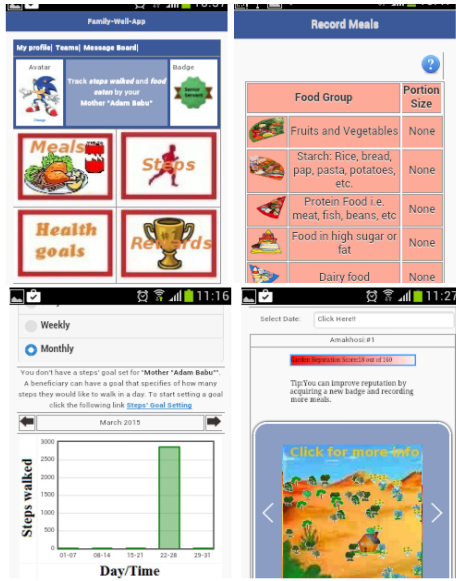 Family-Well-App
My profile| Teams| Message Board|
Avatar
Track steps walked and food
eaten by your
Mother "Adam Babu"
Badge
Meals
Steps
Health
goals
Rewards
Record Meals
?
Food Group
Portion
Size
Fruits and Vegetables
None
Starch: Rice, bread,
pap, pasta, potatoes,
etc.
None
Protein Food i.e.
meat, fish, beans, etc
None
Food in high sugar or
fat
None
Dairy food
None
11:16
Weekly
Monthly
You don't have a steps' goal set for "Mother "Adam Babu"".
A beneficiary can have a goal that specifies of how many
steps they would like to walk in a day. To start setting a goal
click the following link Steps' Goal Setting
March 2015
Steps walked
3000
2500
2000
1500
1000
500
0
01-07
08-14
15-21
22-28
29-31
Day/Time
11:27
Select Date:
Click Here!!
Amakhosi:#1
Garden Reputation Score:18 out of 169
Tip:You can improve reputation by
acquiring a new badge and recording
more meals.
Click for more info